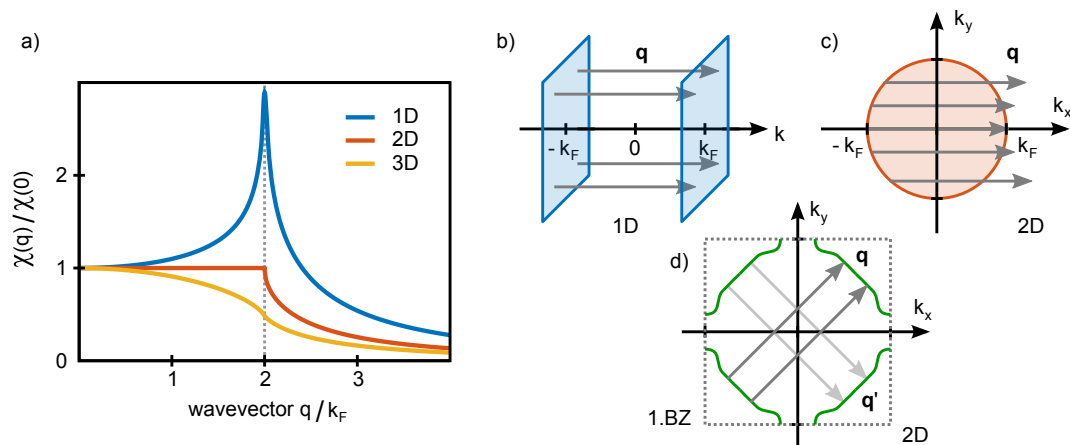 a)
χ(q) / χ(0)
2
1
0
1D
2D
3D
1
2
3
wavevector q / k_F
b)
q
- k_F
0
k_F
k
1D
c)
k_y
q
k_x
- k_F
k_F
2D
d)
k_y
q
k_x
q'
1.BZ
2D